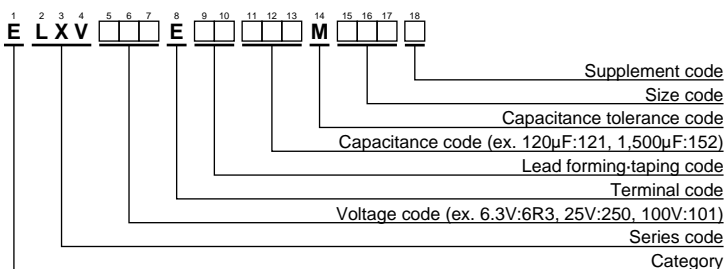 1 2 3 4 5 6 7 8 9 10 11 12 13 14 15 16 17 18
E L X V □□□ E □□ □□□ M □□□ □
Supplement code
Size code
Capacitance tolerance code
Capacitance code (ex. 120µF:121, 1,500µF:152)
Lead forming·taping code
Terminal code
Voltage code (ex. 6.3V:6R3, 25V:250, 100V:101)
Series code
Category